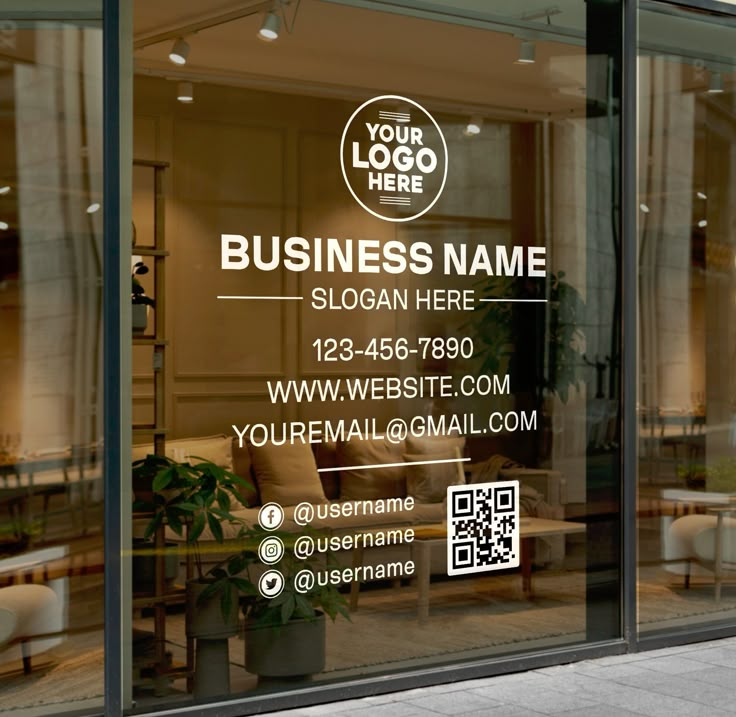 YOUR
LOGO
HERE
BUSINESS NAME
SLOGAN HERE
123-456-7890
WWW.WEBSITE.COM
YOUREMAIL@GMAIL.COM
@username
@username
@username